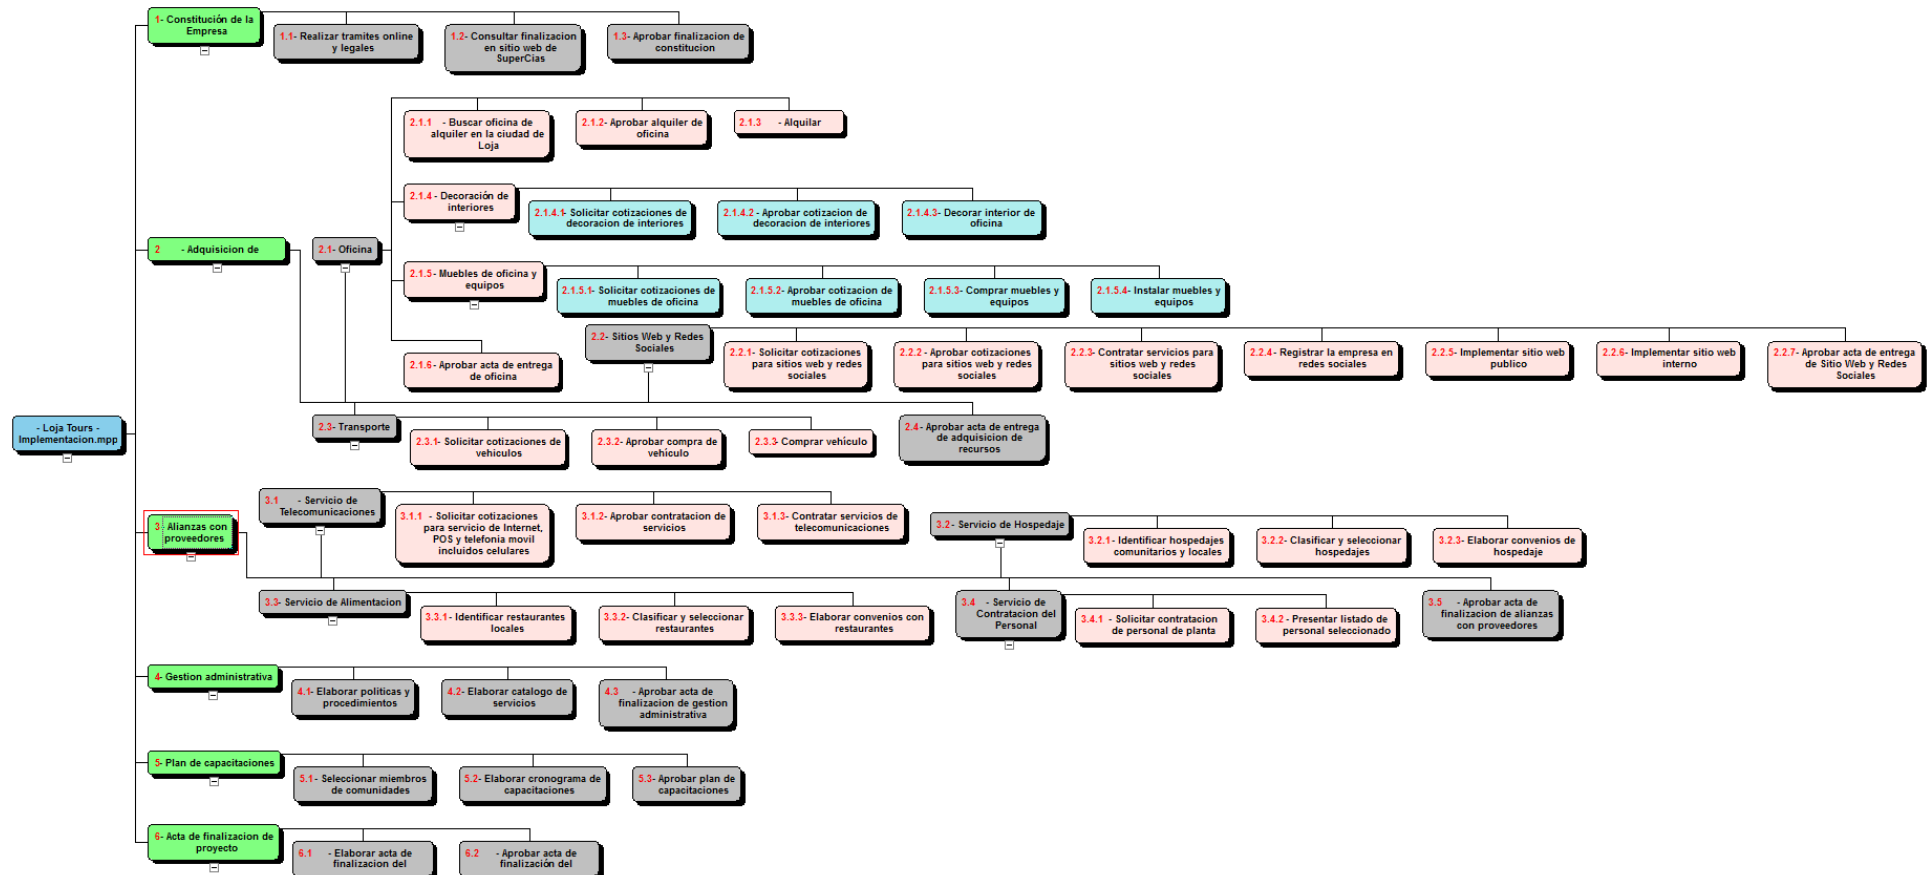 1- Constitución de la
Empresa
1.1- Realizar tramites online
y legales
1.2- Consultar finalizacion
en sitio web de
SuperCias
1.3- Aprobar finalizacion de
constitucion
2.1.1 - Buscar oficina de
alquiler en la ciudad de
Loja
2.1.2- Aprobar alquiler de
oficina
2.1.3 - Alquilar
2.1.4 - Decoración de
interiores
2.1.4.1- Solicitar cotizaciones de
decoracion de interiores
2.1.4.2 - Aprobar cotizacion de
decoracion de interiores
2.1.4.3- Decorar interior de
oficina
2 - Adquisicion de
2.1- Oficina
2.1.5- Muebles de oficina y
equipos
2.1.5.1- Solicitar cotizaciones de
muebles de oficina
2.1.5.2- Aprobar cotizacion de
muebles de oficina
2.1.5.3- Comprar muebles y
equipos
2.1.5.4- Instalar muebles y
equipos
2.1.6- Aprobar acta de entrega
de oficina
2.2- Sitios Web y Redes
Sociales
2.2.1- Solicitar cotizaciones
para sitios web y redes
sociales
2.2.2 - Aprobar cotizaciones
para sitios web y redes
sociales
2.2.3- Contratar servicios para
sitios web y redes
sociales
2.2.4 - Registrar la empresa en
redes sociales
2.2.5- Implementar sitio web
publico
2.2.6 - Implementar sitio web
interno
2.2.7- Aprobar acta de entrega
de Sitio Web y Redes
Sociales
- Loja Tours -
Implementacion.mpp
2.3- Transporte
2.3.1- Solicitar cotizaciones de
vehiculos
2.3.2- Aprobar compra de
vehículo
2.3.3- Comprar vehículo
2.4- Aprobar acta de entrega
de adquisicion de
recursos
3 Alianzas con
proveedores
3.1 - Servicio de
Telecomunicaciones
3.1.1 - Solicitar cotizaciones
para servicio de Internet,
POS y telefonia movil
incluidos celulares
3.1.2- Aprobar contratacion de
servicios
3.1.3- Contratar servicios de
telecomunicaciones
3.2- Servicio de Hospedaje
3.2.1 - Identificar hospedajes
comunitarios y locales
3.2.2- Clasificar y seleccionar
hospedajes
3.2.3- Elaborar convenios de
hospedaje
3.3- Servicio de Alimentacion
3.3.1- Identificar restaurantes
locales
3.3.2- Clasificar y seleccionar
restaurantes
3.3.3- Elaborar convenios con
restaurantes
3.4 - Servicio de
Contratacion del
Personal
3.4.1 - Solicitar contratacion
de personal de planta
3.4.2 - Presentar listado de
personal seleccionado
3.5 - Aprobar acta de
finalizacion de alianzas
con proveedores
4- Gestion administrativa
4.1- Elaborar políticas y
procedimientos
4.2- Elaborar catalogo de
servicios
4.3 - Aprobar acta de
finalizacion de gestion
administrativa
5- Plan de capacitaciones
5.1- Seleccionar miembros
de comunidades
5.2- Elaborar cronograma de
capacitaciones
5.3- Aprobar plan de
capacitaciones
6- Acta de finalizacion de
proyecto
6.1 - Elaborar acta de
finalizacion del
6.2 - Aprobar acta de
finalización del